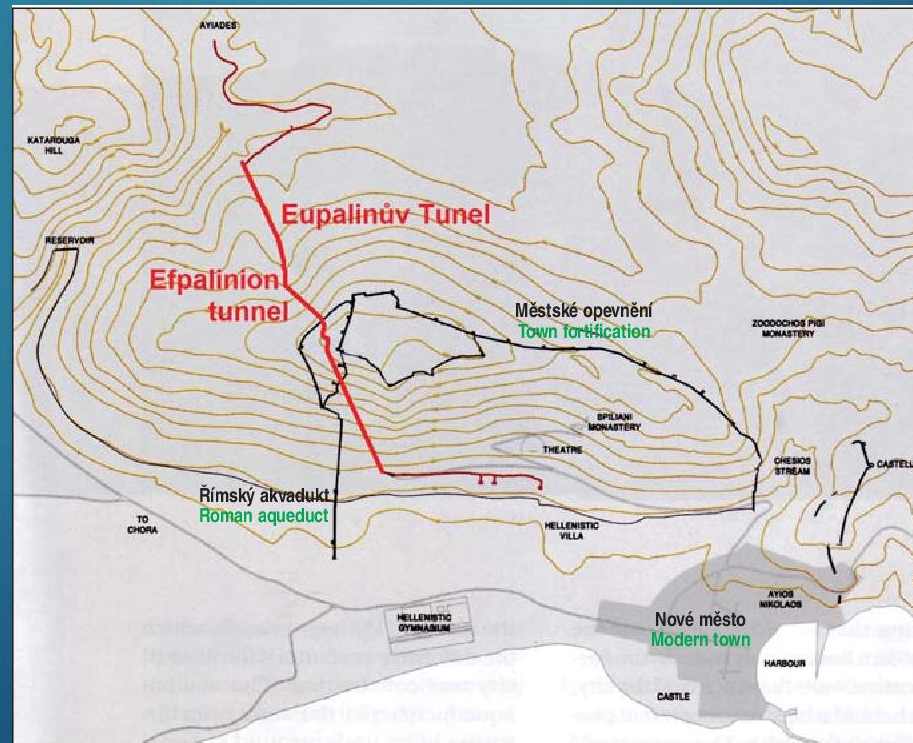 AYIADES
KATAROUGA
HILL
Eupalinův Tunel
RESERVOIR
Efpalinion
tunnel
Městské opevnění
Town fortification
ZOODOCHOS PIGI
MONASTERY
SPILIANI
MONASTERY
THEATRE
CHESIOS
STREAM
CASTELL
Římský akvadukt
Roman aqueduct
TO
CHORA
HELLENISTIC
VILLA
AYIOS
NIKOLAOS
HELLENISTIC
GYMNASIUM
Nové město
Modern town
HARBOUR
CASTLE